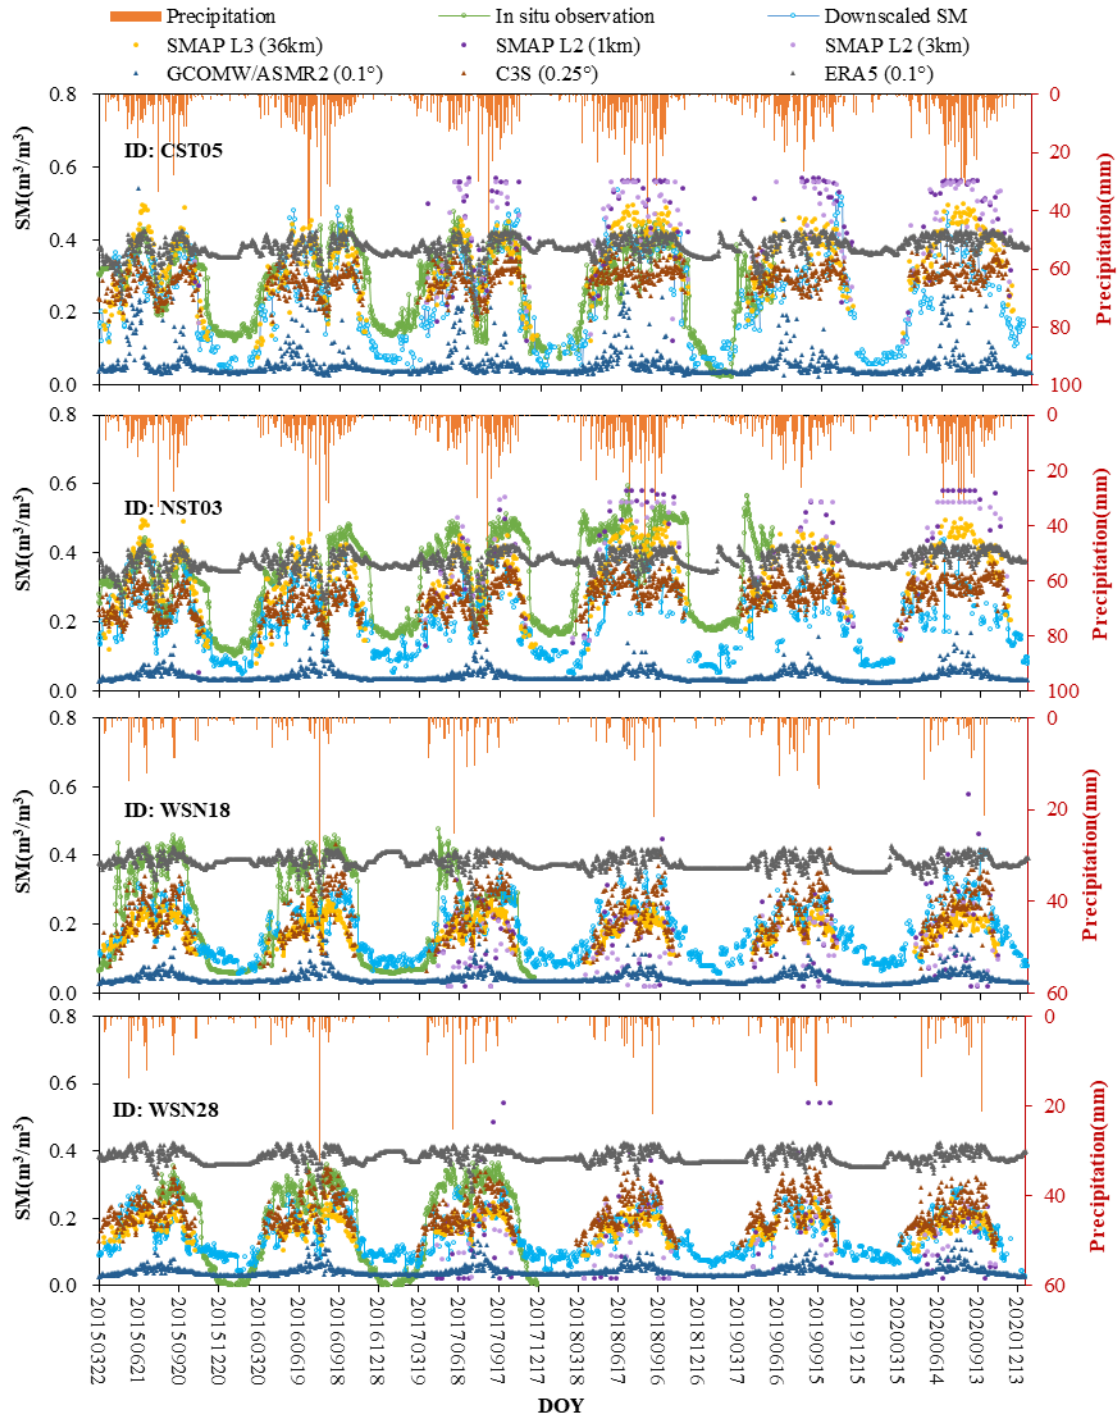 Precipitation In situ observation Downscaled SM
SMAP L3 (36km) SMAP L2 (1km) SMAP L2 (3km)
GCOMW/ASMR2 (0.1°) C3S (0.25°) ERA5 (0.1°)
0.8 0
ID: CST05
0.6 20
0.4 40
0.2 60
0.0 80
100
SM(m³/m³)
Precipitation(mm)
0.8 0
ID: NST03
0.6 20
0.4 40
0.2 60
0.0 80
100
SM(m³/m³)
Precipitation(mm)
0.8 0
ID: WSN18
0.6 20
0.4 40
0.2 60
0.0
SM(m³/m³)
Precipitation(mm)
0.8 0
ID: WSN28
0.6 20
0.4 40
0.2 60
0.0
SM(m³/m³)
Precipitation(mm)
20150322
20150621
20150920
20151220
20160320
20160619
20160918
20161218
20170319
20170618
20170917
20171217
20180318
20180617
20180916
20181216
20190317
20190616
20190915
20191215
20200315
20200614
20200913
20201213
DOY